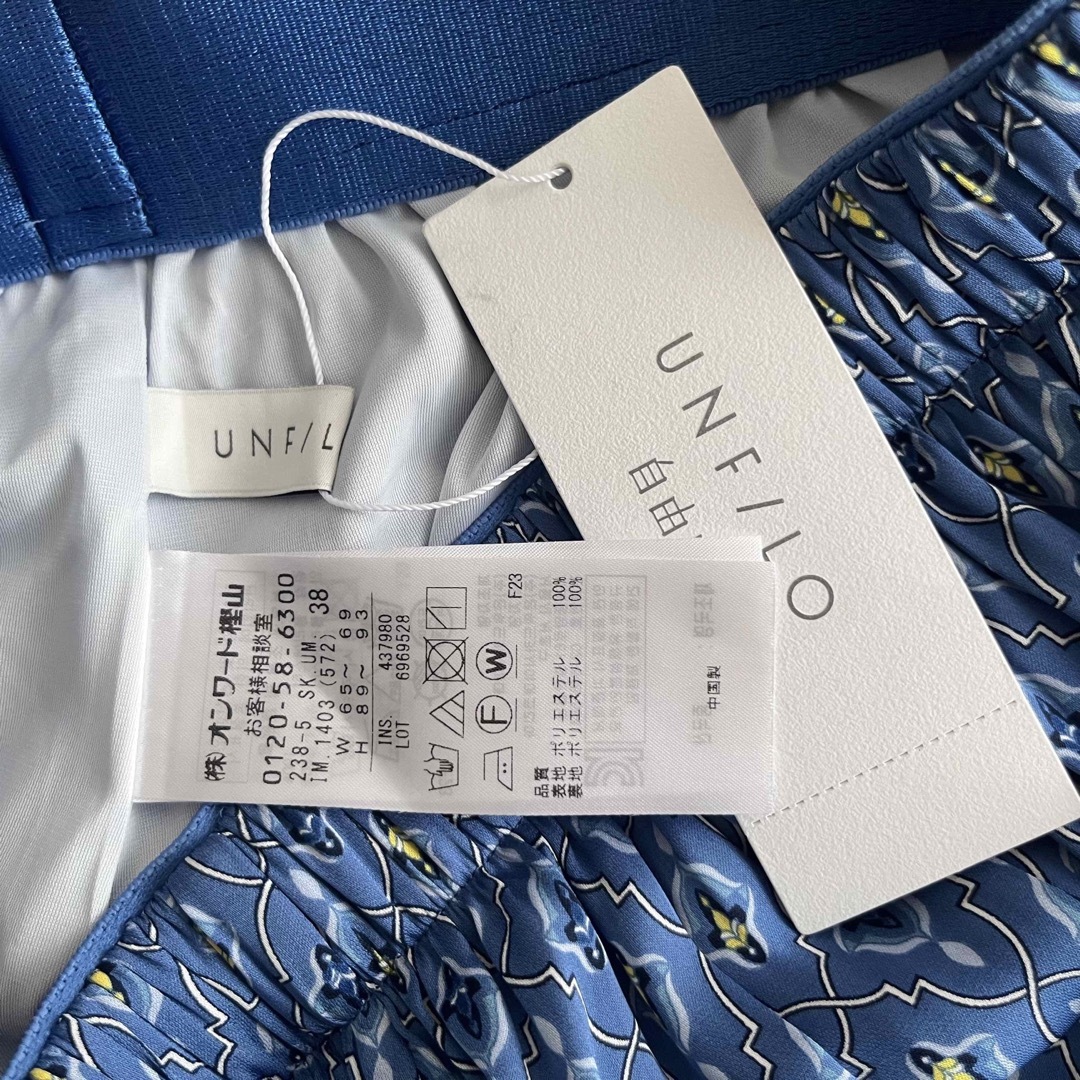 UNF/LO
自由
UNF/L
(株)オンワード樫山
お客様相談室
0120-58-6300
238-5 SK.UM.
IM.1403 (572) 38
W 65~ 69
H 89~ 93
INS. 437980
LOT 6969528
F23
品質
表地 ポリエステル 100%
裏地 ポリエステル 100%
中国製